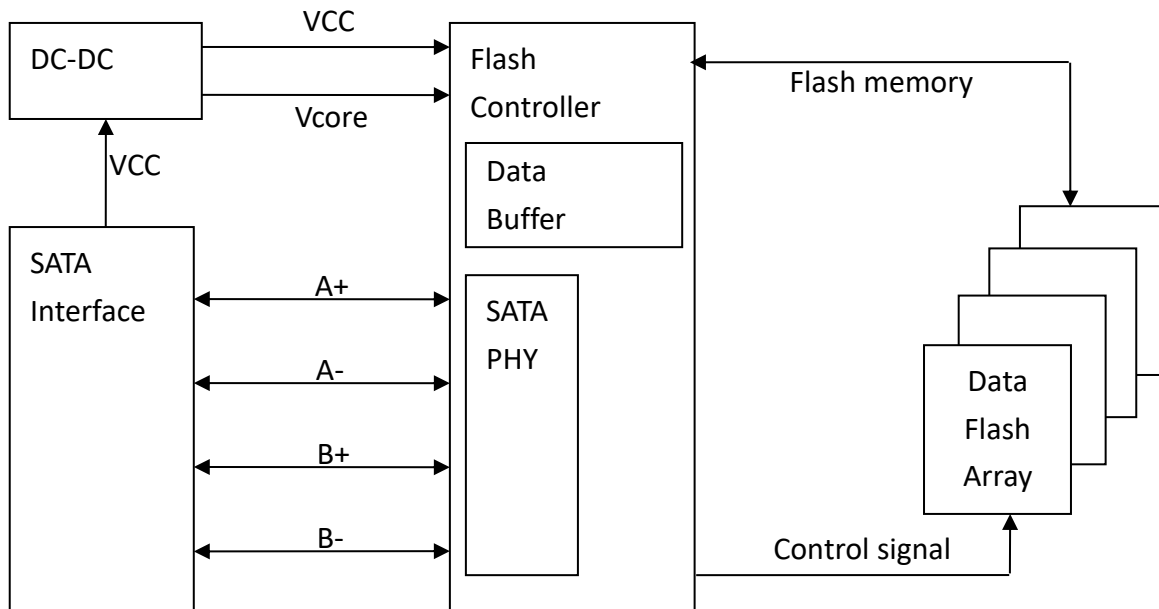 VCC
DC-DC
Vcore
VCC
Flash
Controller
Flash memory
Data
Buffer
SATA
Interface
A+
A-
B+
B-
SATA
PHY
Data
Flash
Array
Control signal